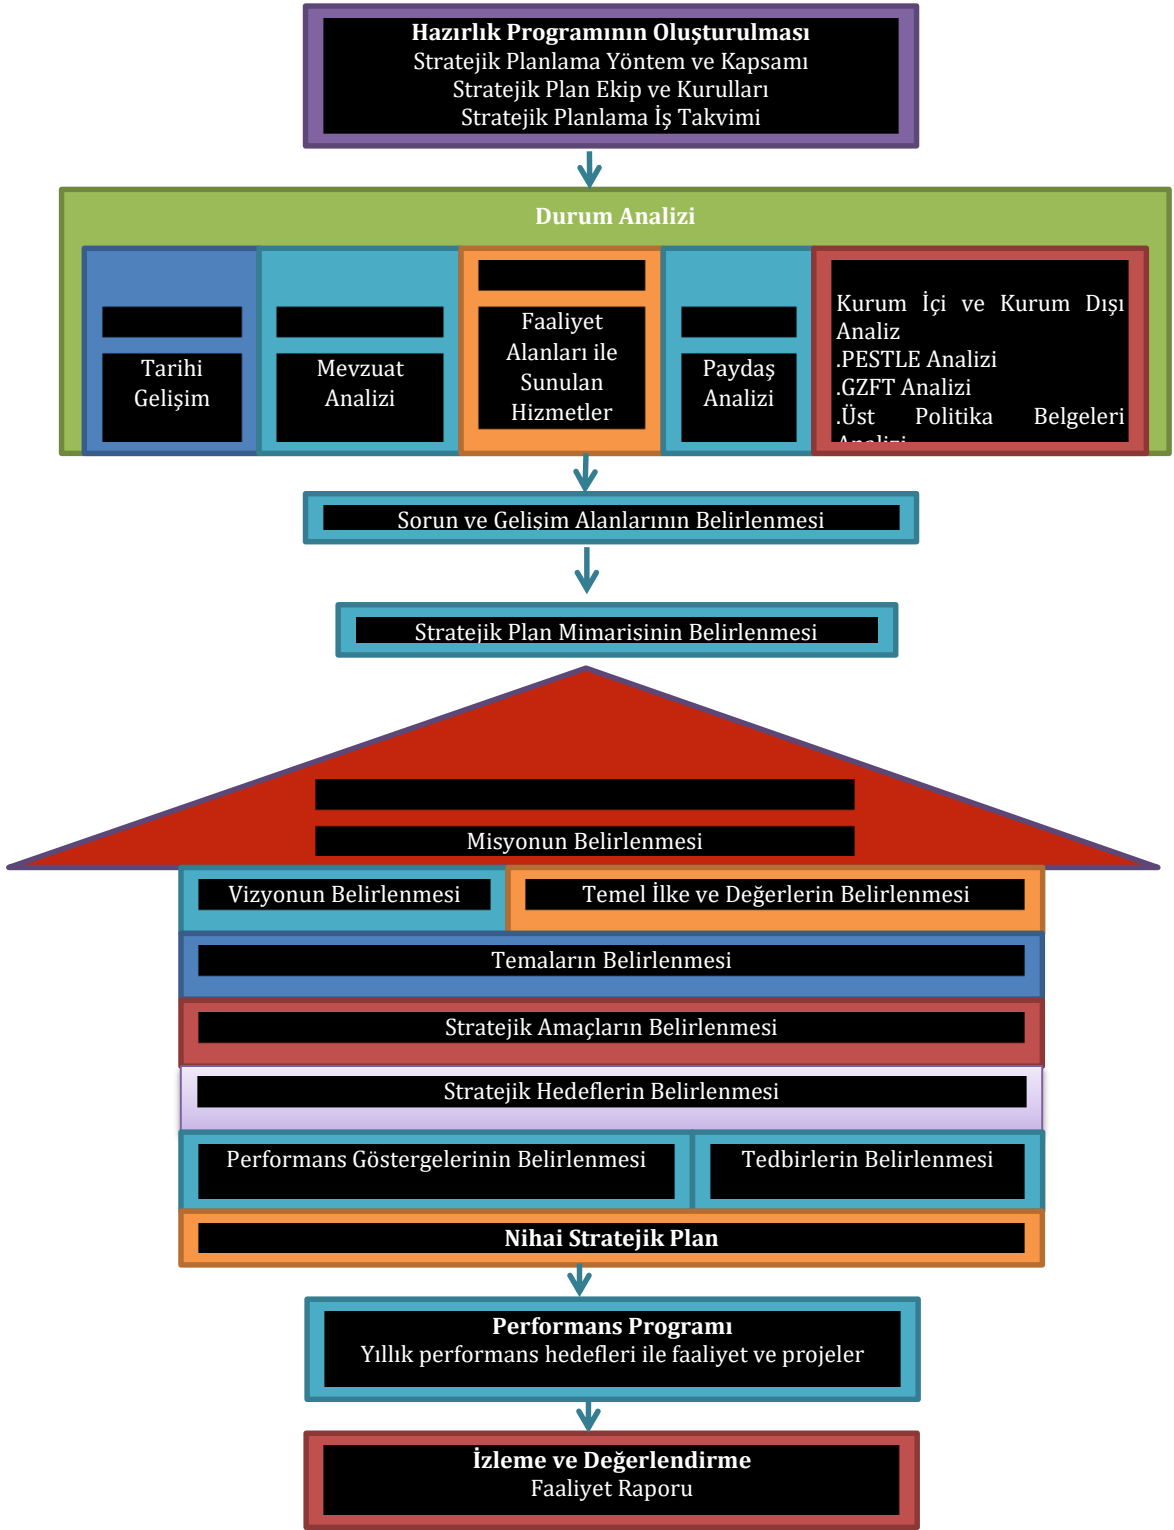 Hazırlık Programının Oluşturulması
Stratejik Planlama Yöntem ve Kapsamı
Stratejik Plan Ekip ve Kurulları
Stratejik Planlama İş Takvimi
Durum Analizi
Tarihi
Gelişim
Mevzuat
Analizi
Faaliyet
Alanları ile
Sunulan
Hizmetler
Paydaş
Analizi
Kurum İçi ve Kurum Dışı
Analiz
.PESTLE Analizi
.GZFT Analizi
.Üst Politika Belgeleri
Analizi
Sorun ve Gelişim Alanlarının Belirlenmesi
Stratejik Plan Mimarisinin Belirlenmesi
Misyonun Belirlenmesi
Vizyonun Belirlenmesi
Temel İlke ve Değerlerin Belirlenmesi
Temaların Belirlenmesi
Stratejik Amaçların Belirlenmesi
Stratejik Hedeflerin Belirlenmesi
Performans Göstergelerinin Belirlenmesi
Tedbirlerin Belirlenmesi
Nihai Stratejik Plan
Performans Programı
Yıllık performans hedefleri ile faaliyet ve projeler
İzleme ve Değerlendirme
Faaliyet Raporu